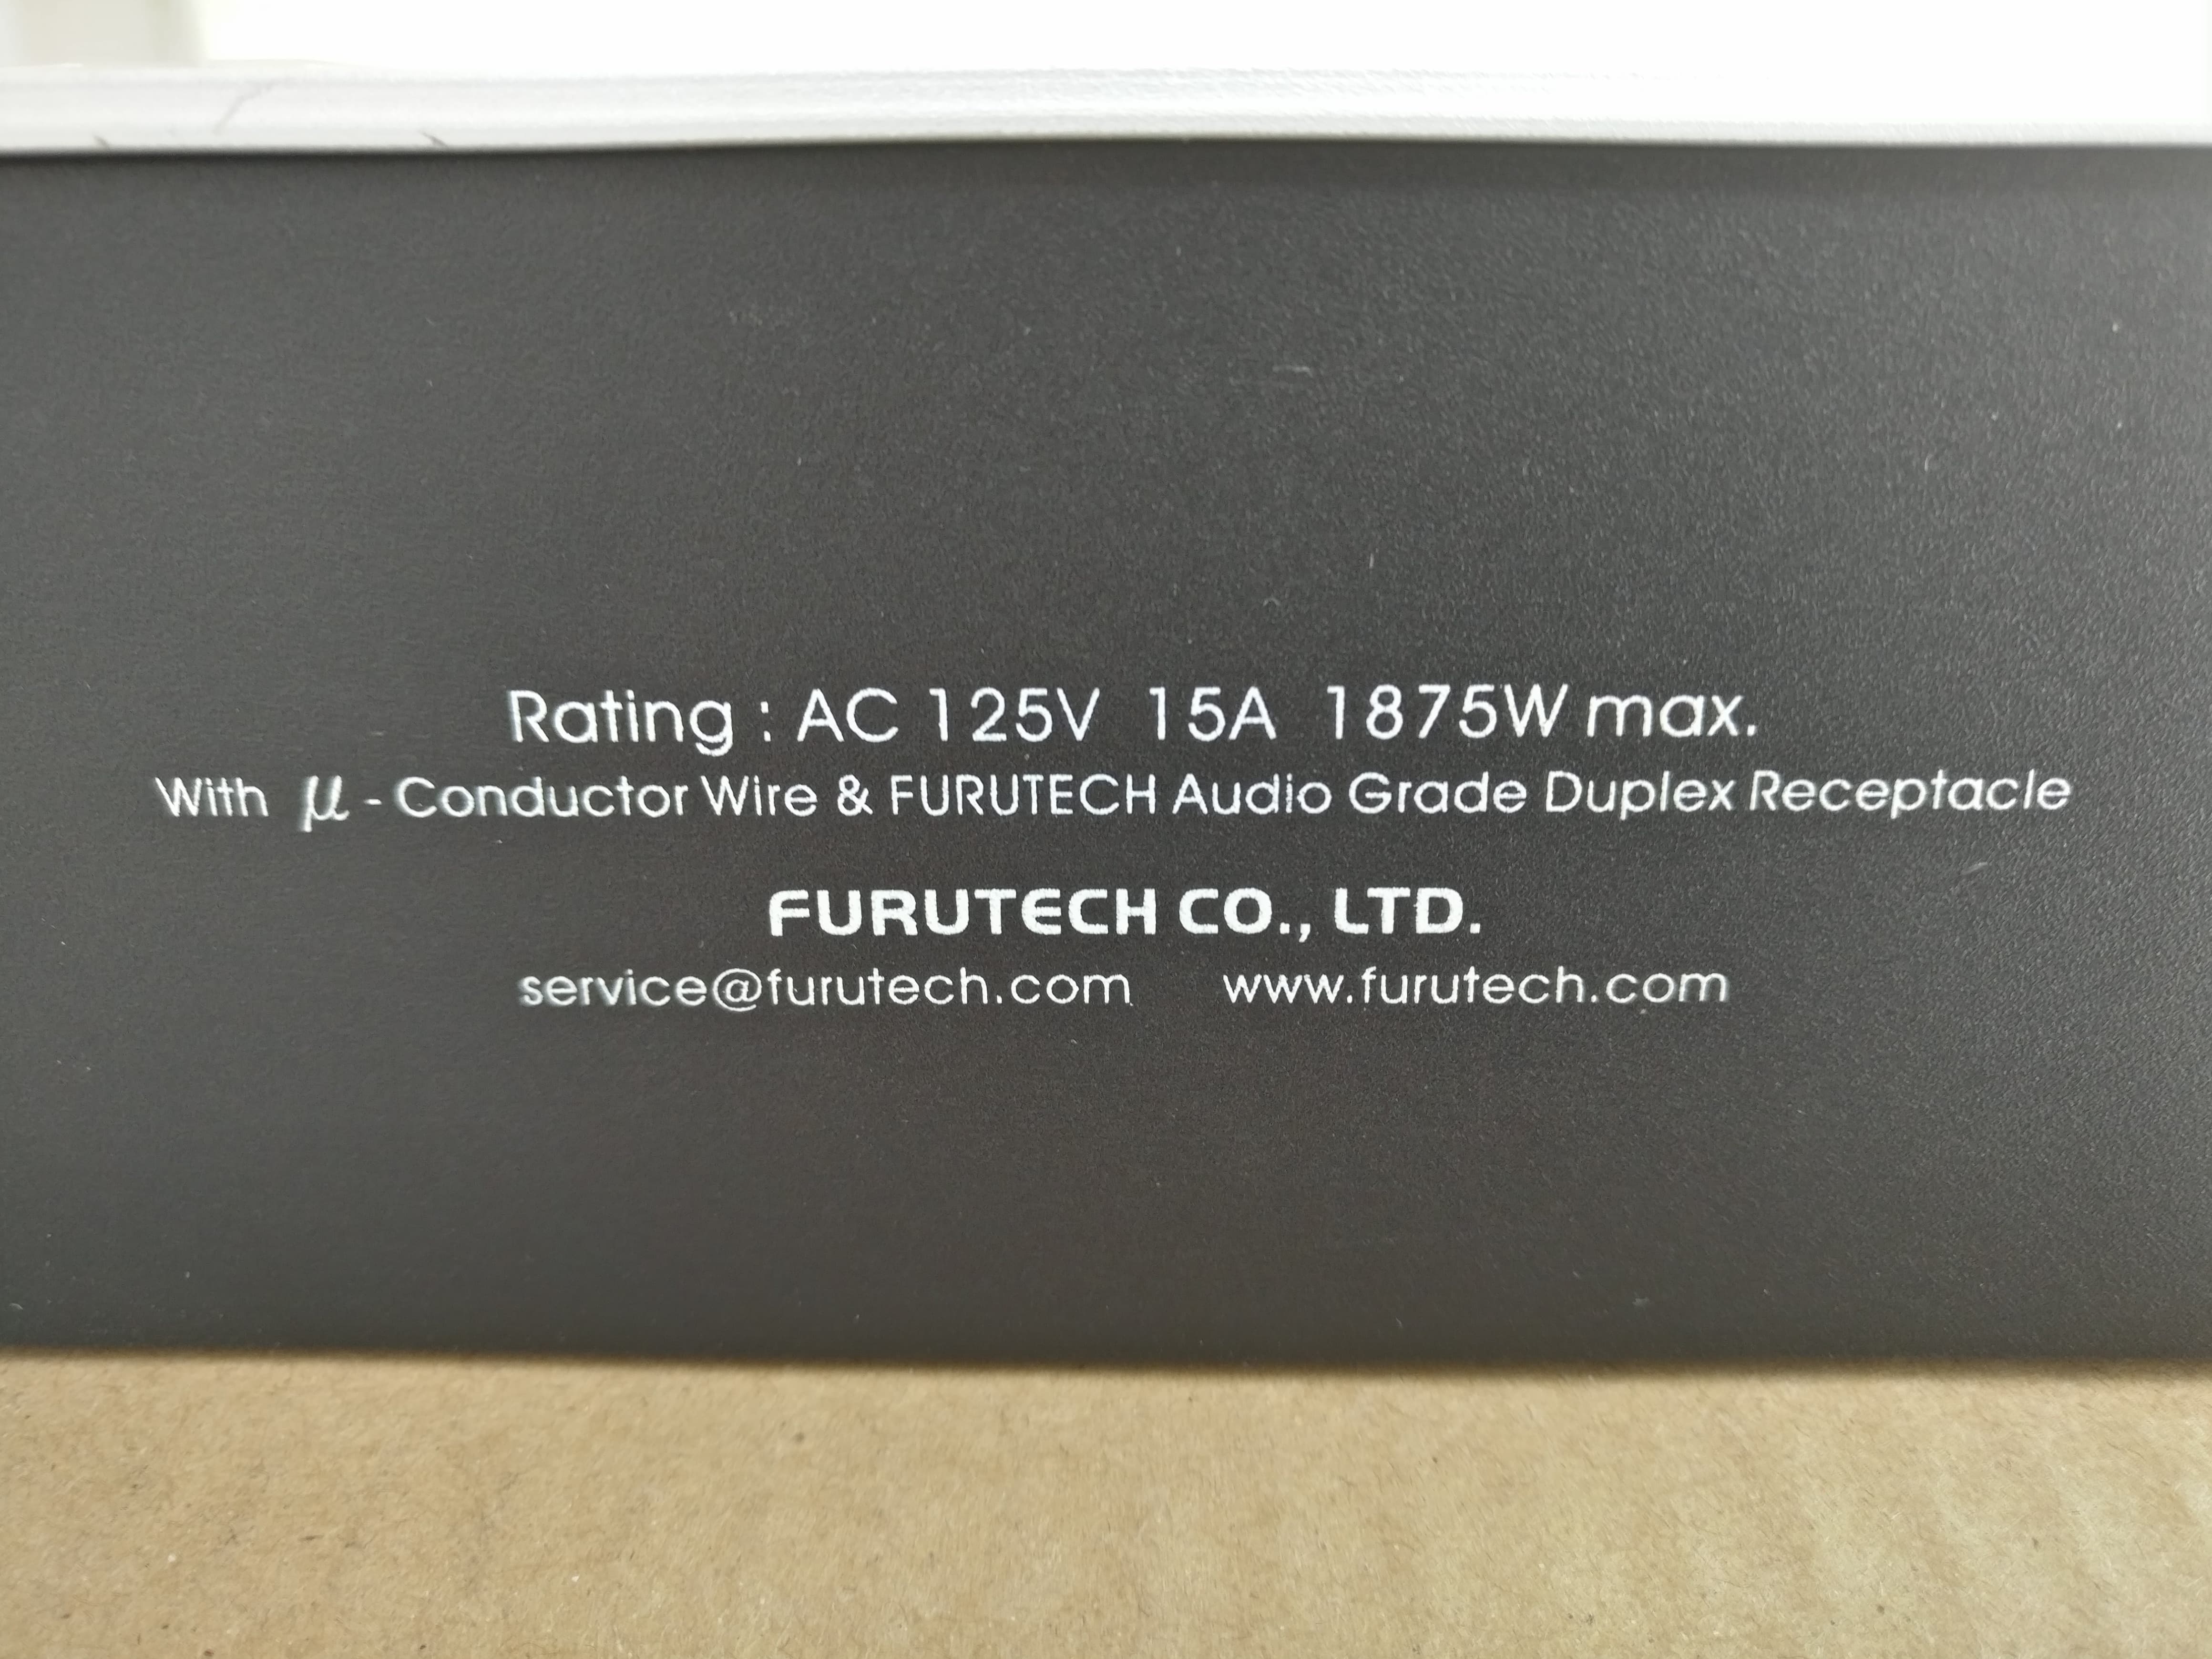 Rating : AC 125V 15A 1875W max.
With μ - Conductor Wire & FURUTECH Audio Grade Duplex Receptacle
FURUTECH CO., LTD.
service@furutech.com www.furutech.com